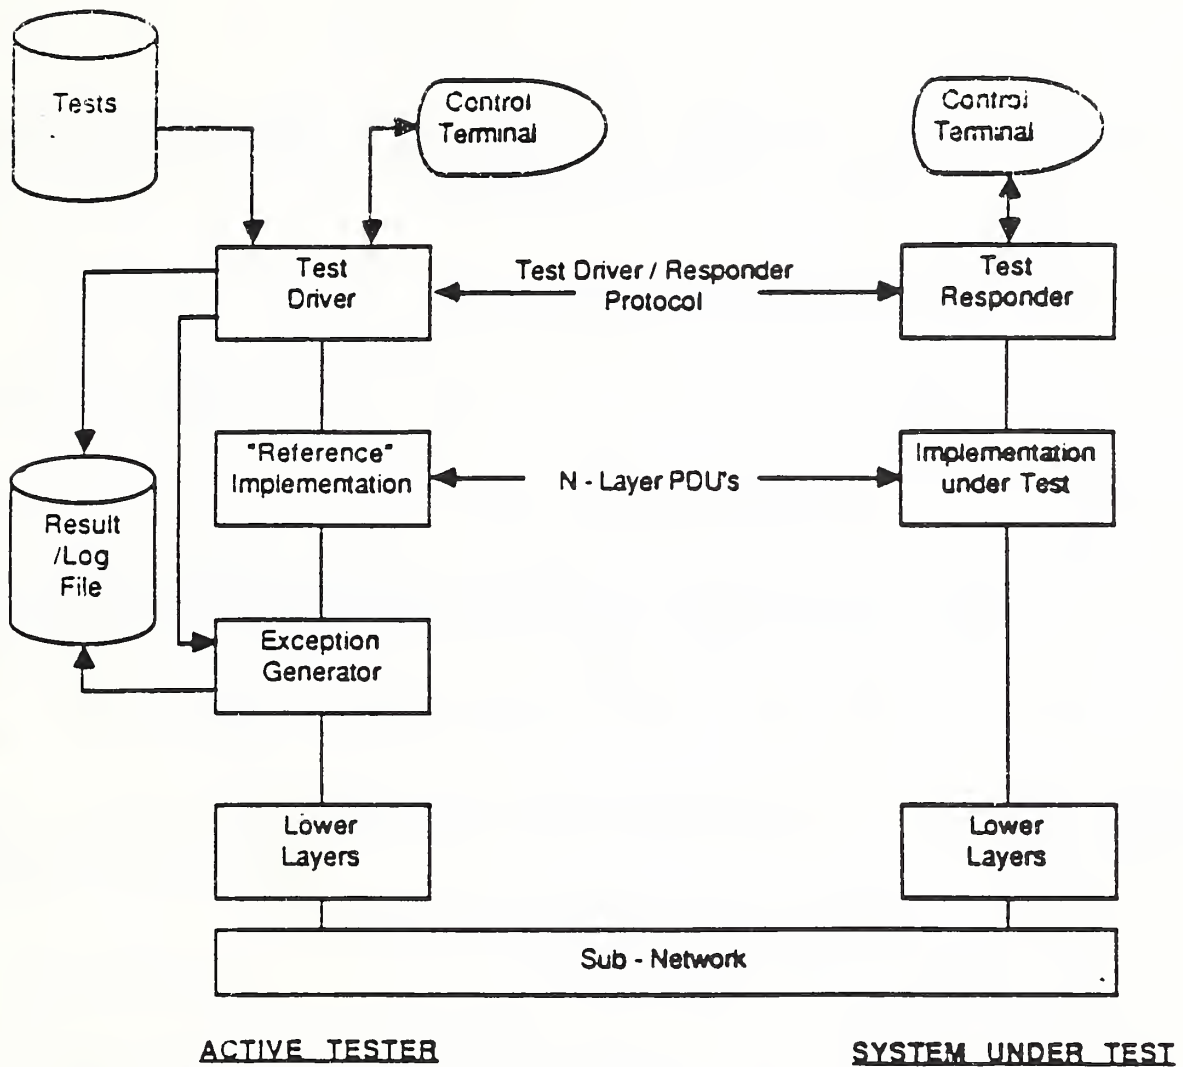 Tests
Control
Terminal
Control
Terminal
Test
Driver
Test Driver / Responder
Protocol
Test
Responder
"Reference"
Implementation
N - Layer PDU's
Implementation
under Test
Result
/Log
File
Exception
Generator
Lower
Layers
Lower
Layers
Sub - Network
ACTIVE TESTER
SYSTEM UNDER TEST